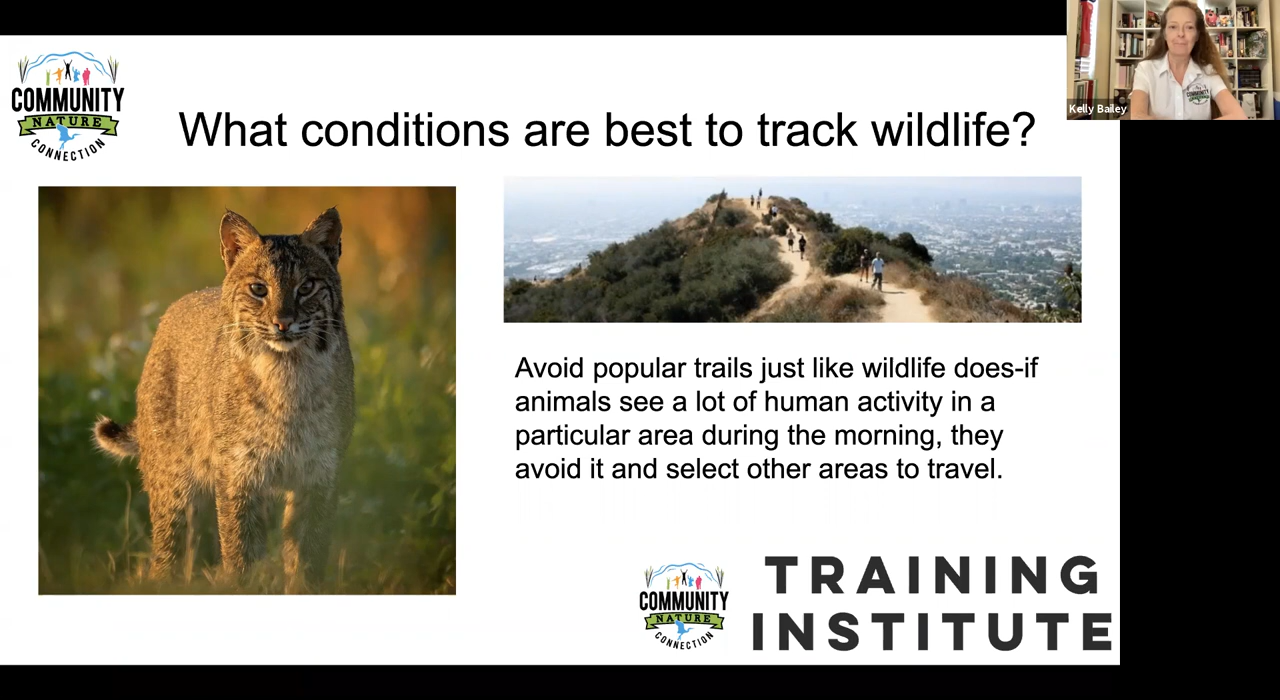 COMMUNITY
NATURE
CONNECTION
What conditions are best to track wildlife?
Kelly Bailey
Avoid popular trails just like wildlife does-if
animals see a lot of human activity in a
particular area during the morning, they
avoid it and select other areas to travel.
COMMUNITY
NATURE
CONNECTION
TRAINING
INSTITUTE